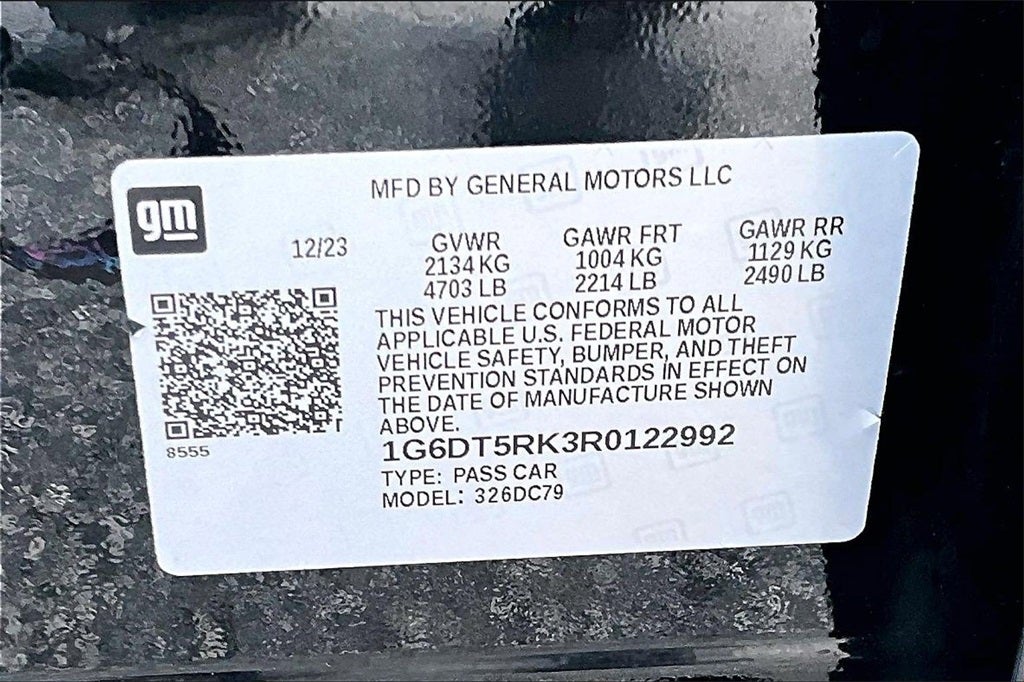 MFD BY GENERAL MOTORS LLC
gm
12/23
GVWR
2134 KG
4703 LB
GAWR FRT
1004 KG
2214 LB
GAWR RR
1129 KG
2490 LB
THIS VEHICLE CONFORMS TO ALL
APPLICABLE U.S. FEDERAL MOTOR
VEHICLE SAFETY, BUMPER, AND THEFT
PREVENTION STANDARDS IN EFFECT ON
THE DATE OF MANUFACTURE SHOWN
ABOVE.
8555
1G6DT5RK3R0122992
TYPE: PASS CAR
MODEL: 326DC79